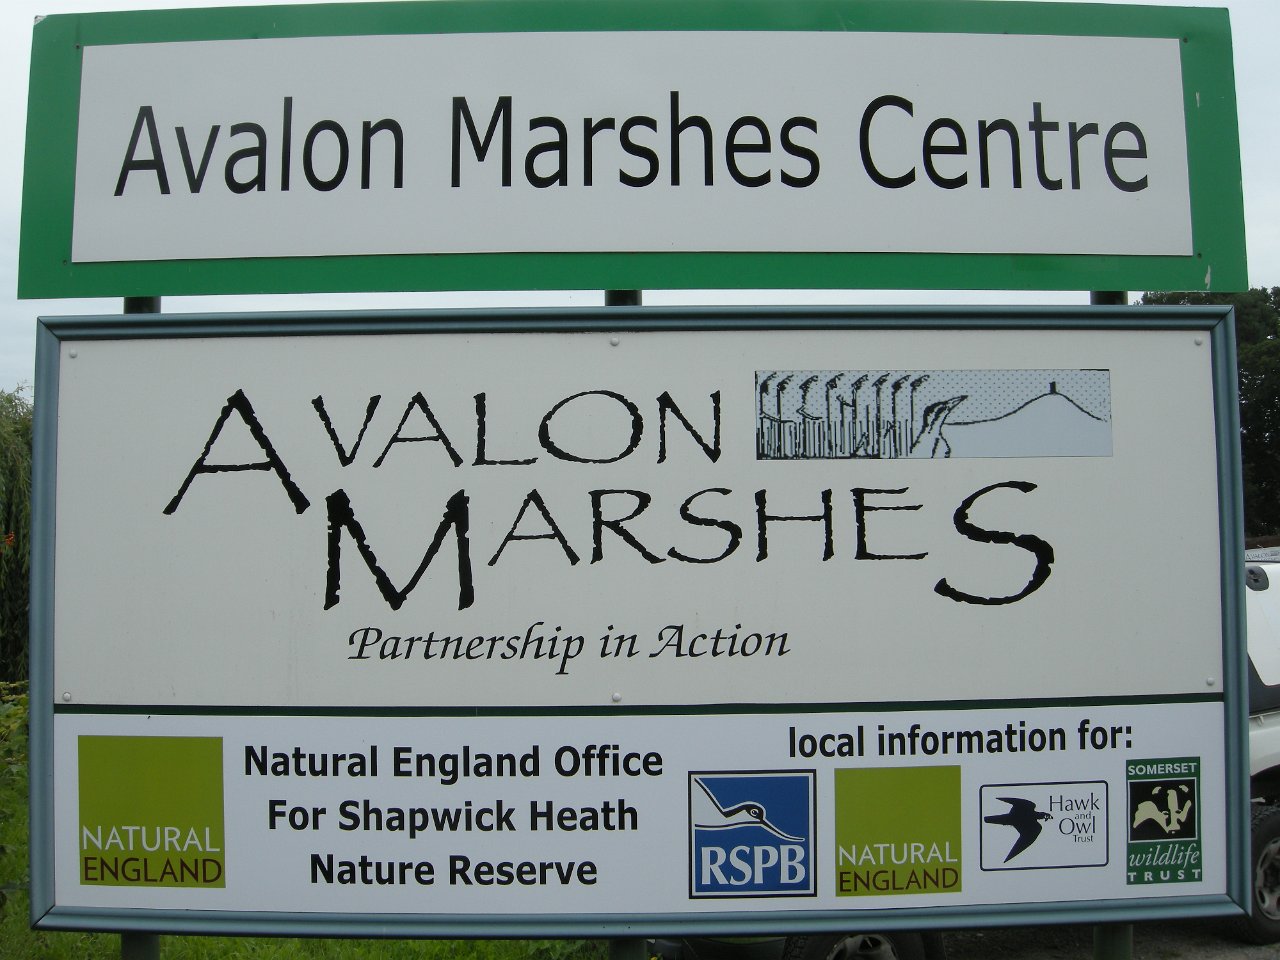 Avalon Marshes Centre
AVALON
MARSHES
Partnership in Action
NATURAL
ENGLAND
Natural England Office
For Shapwick Heath
Nature Reserve
local information for:
RSPB
NATURAL
ENGLAND
Hawk
and
Owl
Trust
SOMERSET
wildlife
TRUST